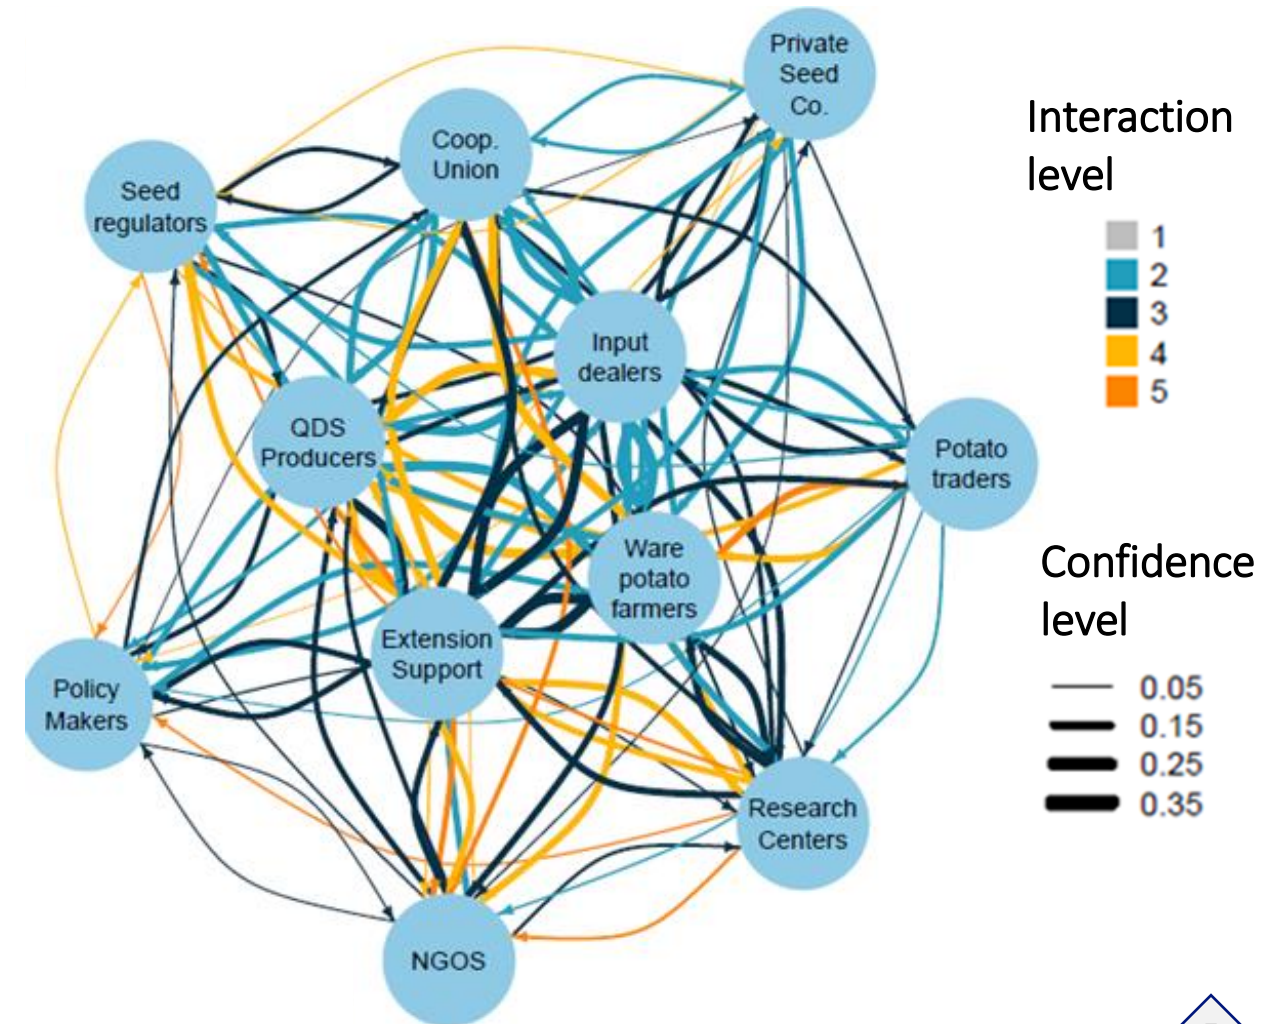 Private
Seed
Co.
Coop.
Union
Seed
regulators
Input
dealers
QDS
Producers
Potato
traders
Ware
potato
farmers
Extension
Support
Policy
Makers
Research
Centers
NGOS
Interaction
level
1
2
3
4
5
Confidence
level
0.05
0.15
0.25
0.35